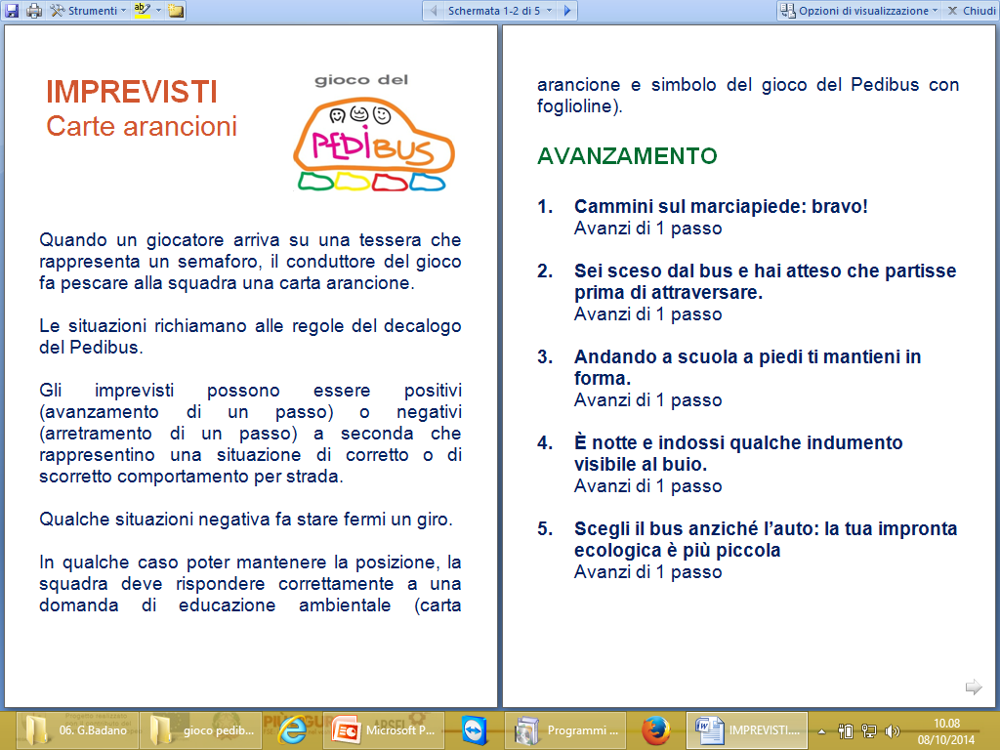 Strumenti
Schermata 1-2 di 5
Opzioni di visualizzazione
Chiudi
IMPREVISTI
Carte arancioni
gioco del
PEDIBUS
Quando un giocatore arriva su una tessera che
rappresenta un semaforo, il conduttore del gioco
fa pescare alla squadra una carta arancione.
Le situazioni richiamano alle regole del decalogo
del Pedibus.
Gli imprevisti possono essere positivi
(avanzamento di un passo) o negativi
(arretramento di un passo) a seconda che
rappresentino una situazione di corretto o di
scorretto comportamento per strada.
Qualche situazioni negativa fa stare fermi un giro.
In qualche caso poter mantenere la posizione, la
squadra deve rispondere correttamente a una
domanda di educazione ambientale (carta
arancione e simbolo del gioco del Pedibus con
foglioline).
AVANZAMENTO
1. Cammini sul marciapiede: bravo!
Avanzi di 1 passo
2. Sei sceso dal bus e hai atteso che partisse
prima di attraversare.
Avanzi di 1 passo
3. Andando a scuola a piedi ti mantieni in
forma.
Avanzi di 1 passo
4. È notte e indossi qualche indumento
visibile al buio.
Avanzi di 1 passo
5. Scegli il bus anziché l’auto: la tua impronta
ecologica è più piccola
Avanzi di 1 passo
06. G.Badano
gioco pedib...
Microsoft P...
Programmi ...
IMPREVISTI....
10.08
08/10/2014